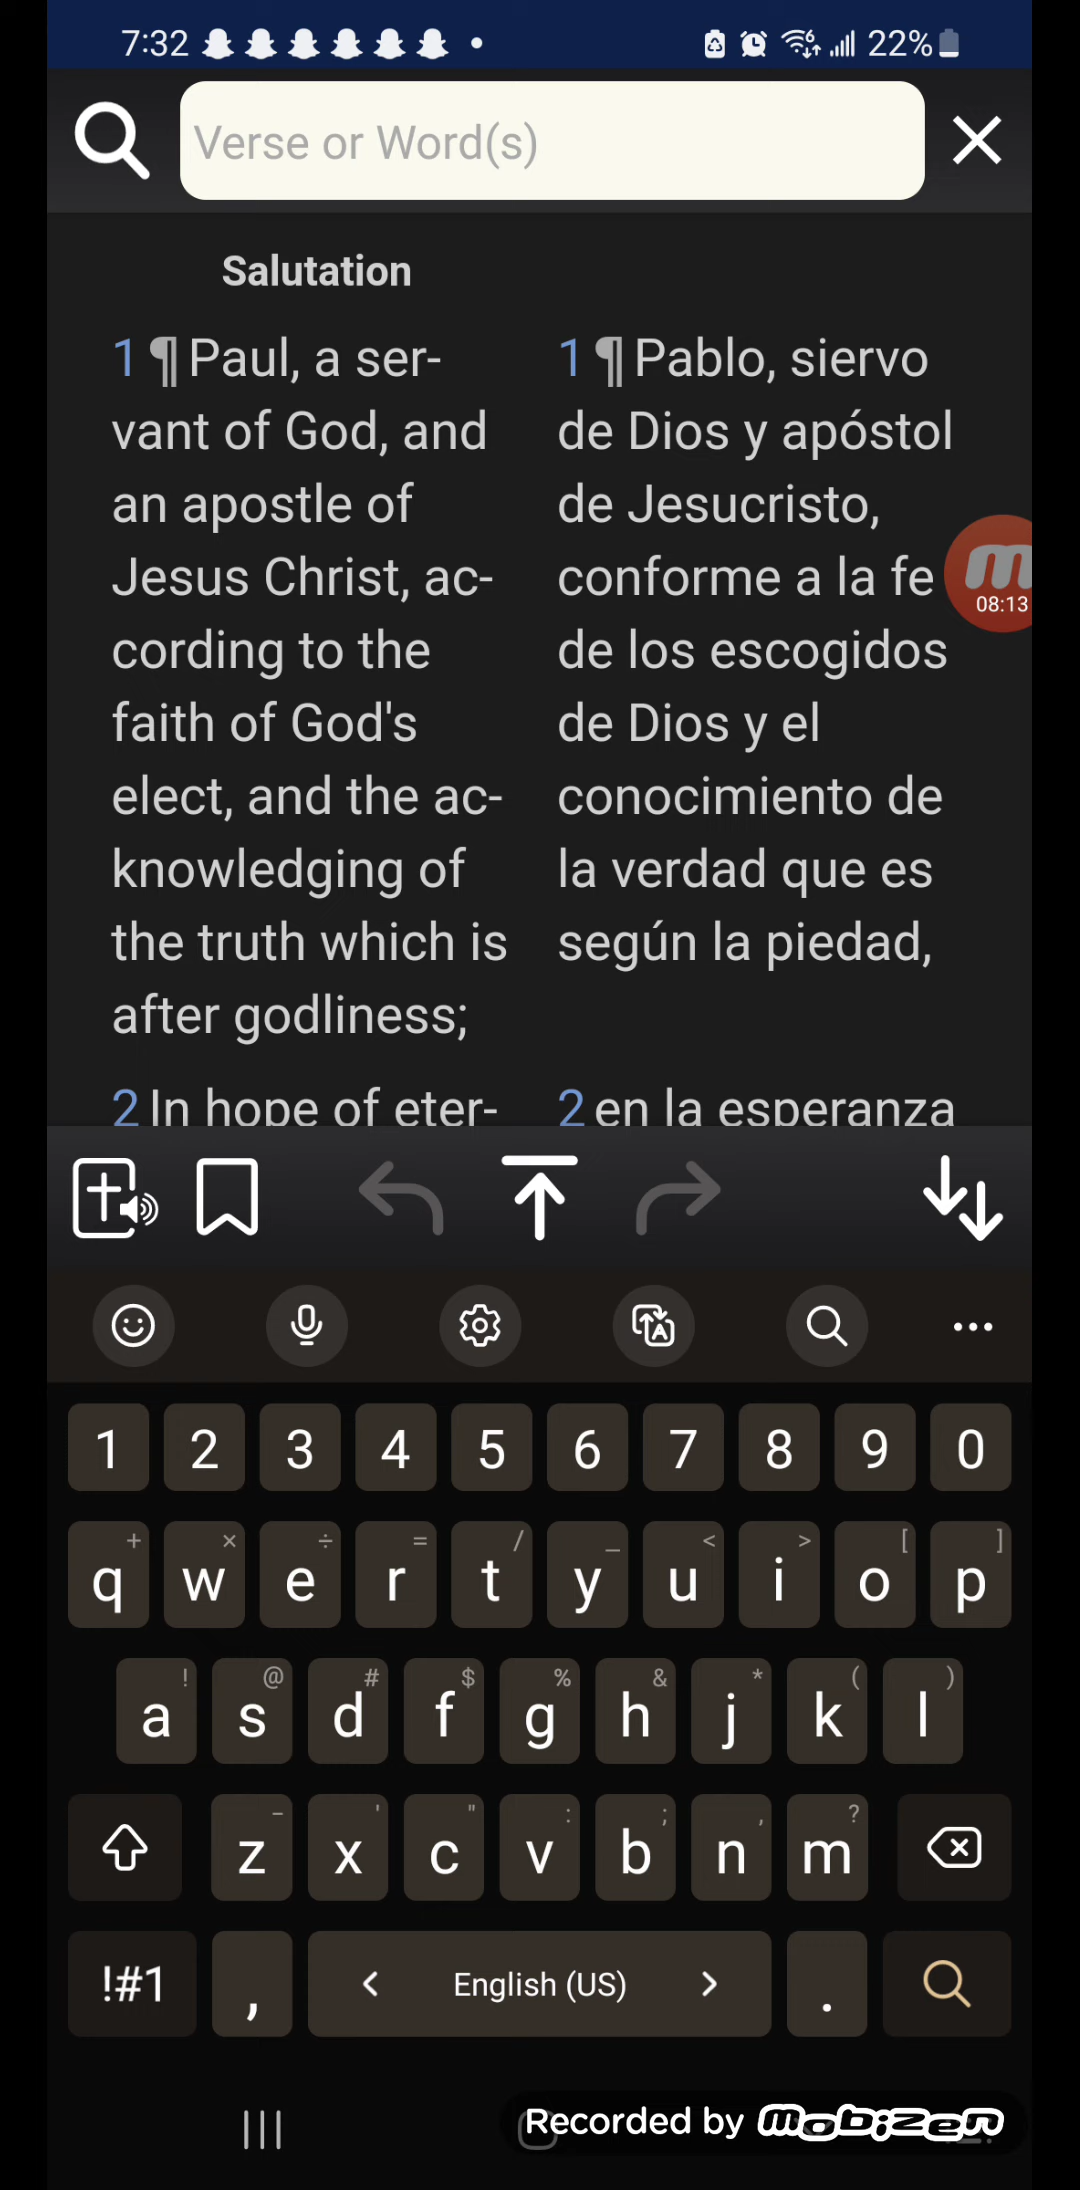 7:32 22%
Verse or Word(s)
Salutation
1 ¶ Paul, a ser-
vant of God, and
an apostle of
Jesus Christ, ac-
cording to the
faith of God's
elect, and the ac-
knowledging of
the truth which is
after godliness;
2 In hope of eter-
1 ¶ Pablo, siervo
de Dios y apóstol
de Jesucristo,
conforme a la fe
de los escogidos
de Dios y el
conocimiento de
la verdad que es
según la piedad,
2 en la esperanza
m
08:13
1 2 3 4 5 6 7 8 9 0
+ × ÷ = / _ < > [ ]
q w e r t y u i o p
! @ # $ % & * ( )
a s d f g h j k l
- ' " : ; , ?
z x c v b n m
!#1 , < English (US) > .
Recorded by mobizen